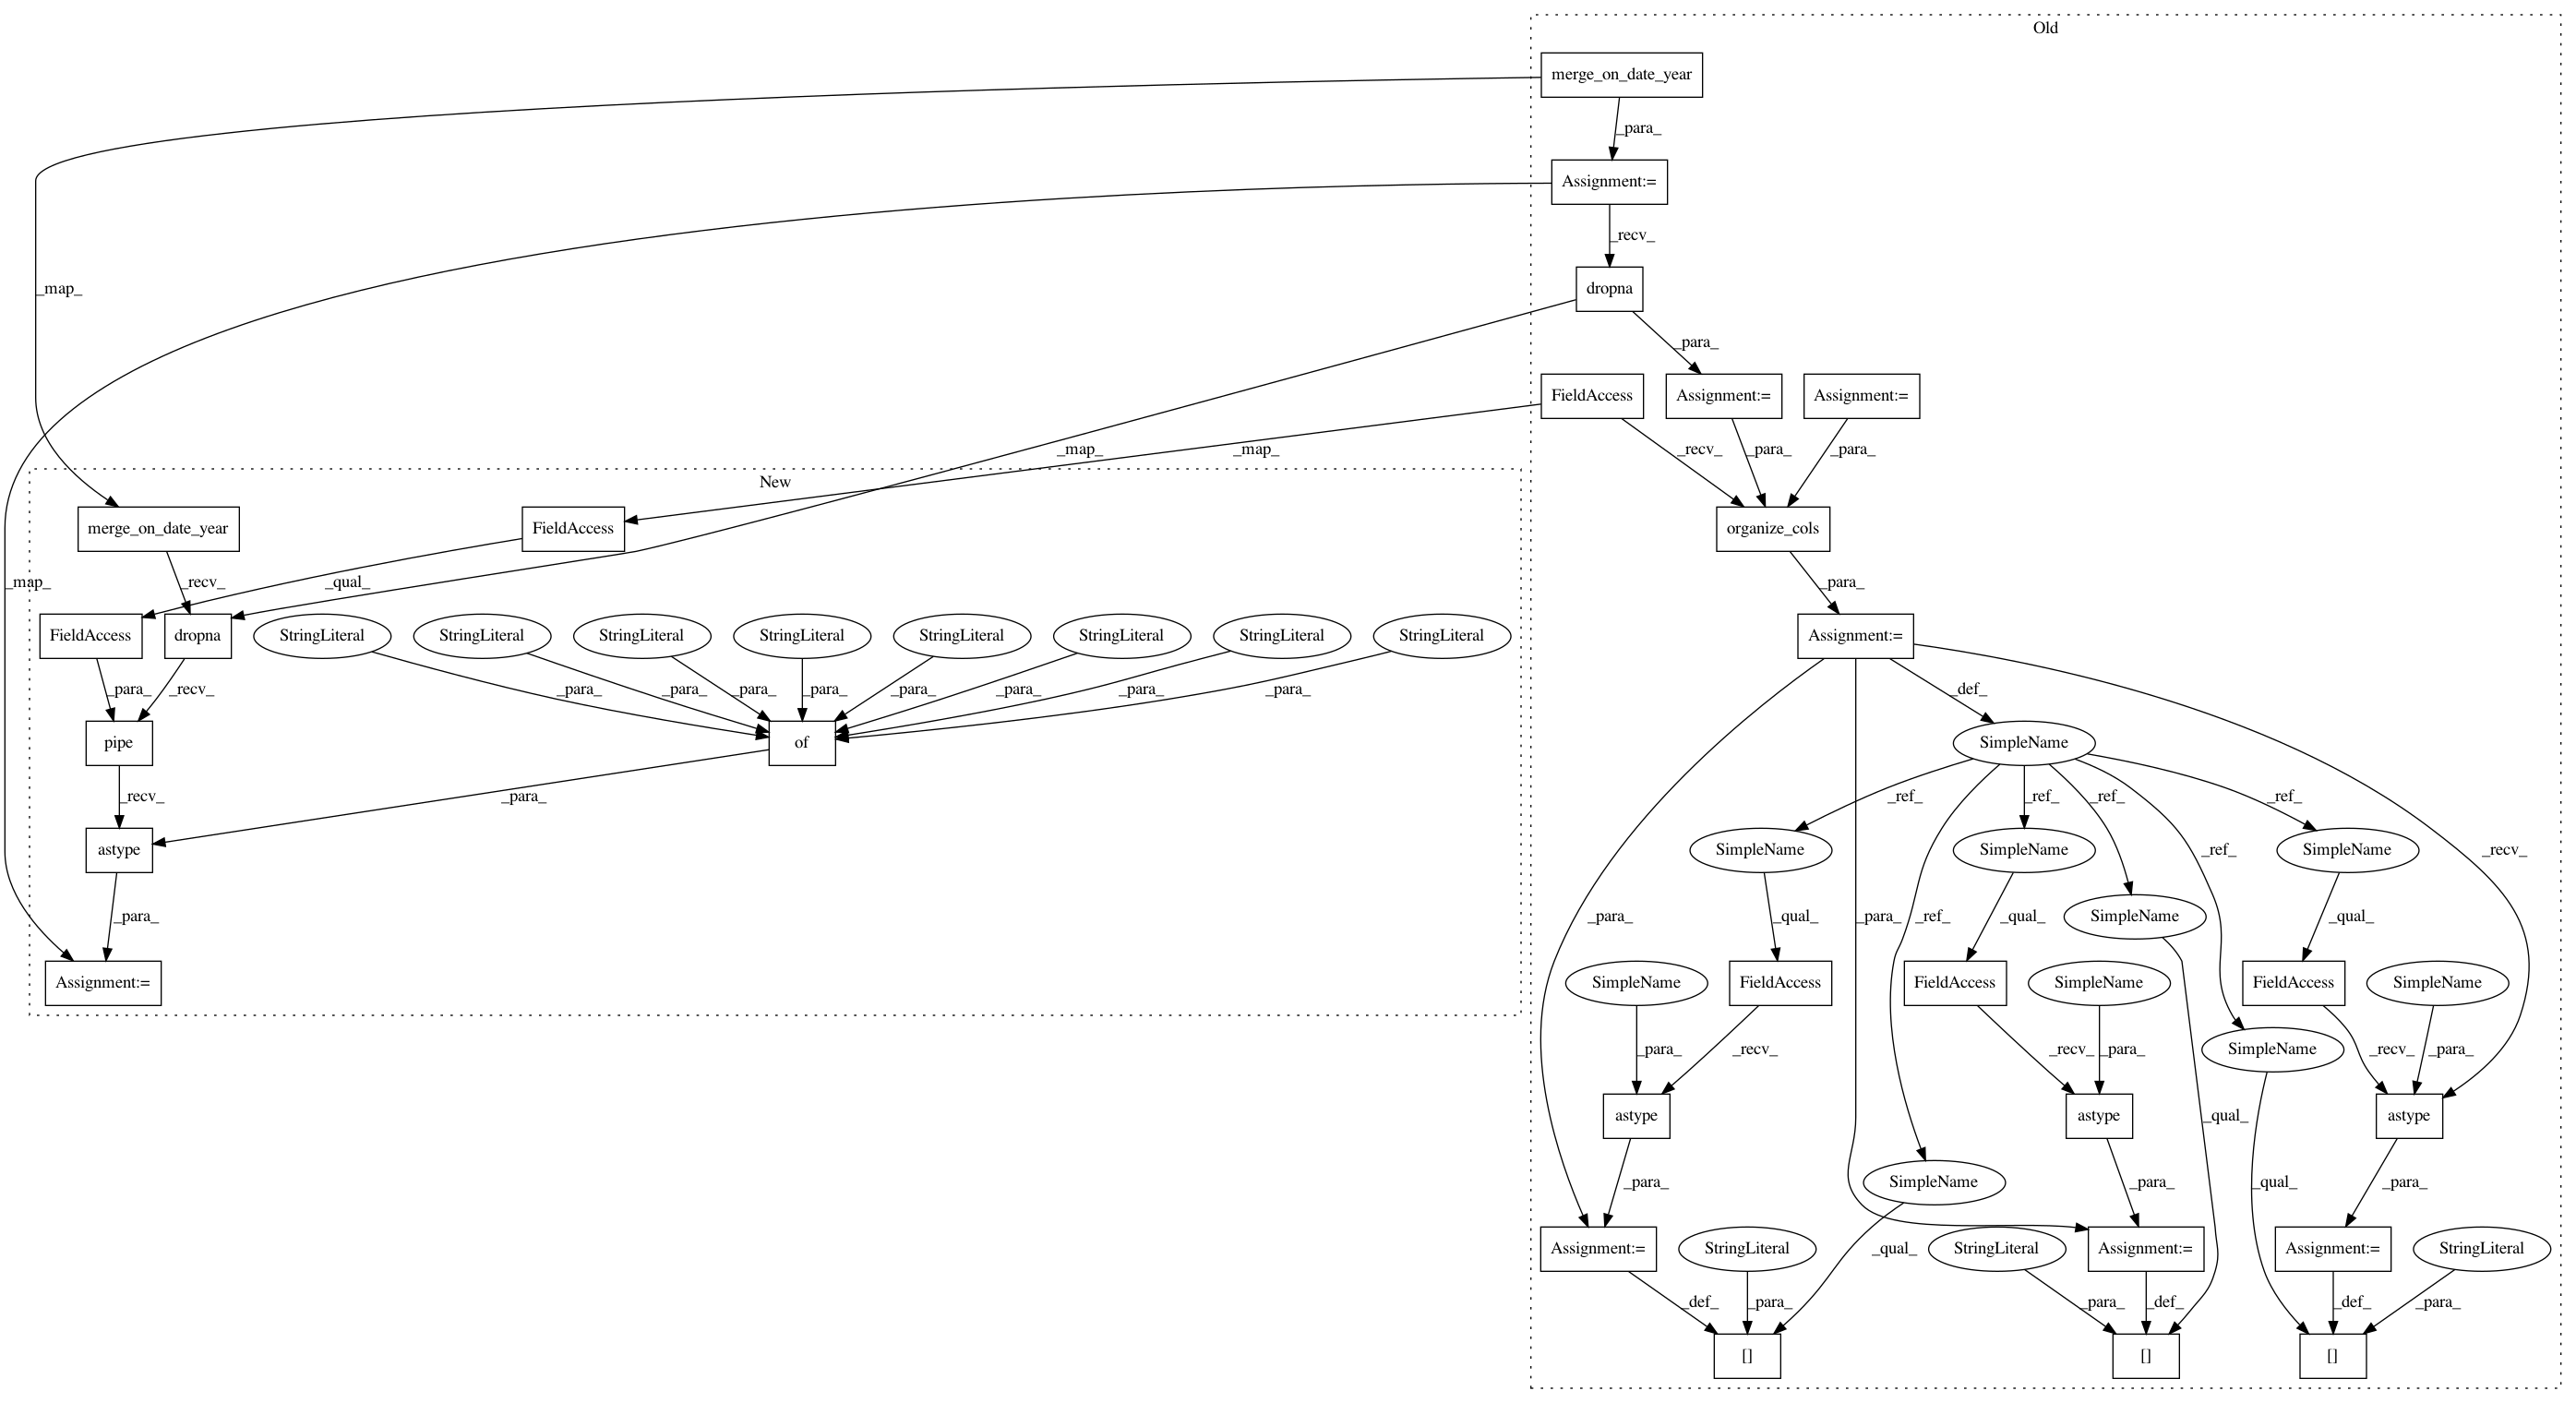 Old
merge_on_date_year
_para_
Assignment:=
_recv_
dropna
_map_
_para_
FieldAccess
Assignment:=
Assignment:=
_map_
_map_
_recv_
_para_
_para_
New
merge_on_date_year
FieldAccess
organize_cols
_map_
_recv_
_qual_
_para_
FieldAccess
dropna
StringLiteral
StringLiteral
StringLiteral
StringLiteral
StringLiteral
StringLiteral
StringLiteral
StringLiteral
Assignment:=
_para_
_recv_
_para_
_para_
_para_
_para_
_para_
_para_
_para_
_para_
_def_
pipe
of
SimpleName
_recv_
_para_
_ref_
_ref_
_ref_
_ref_
astype
SimpleName
SimpleName
SimpleName
_ref_
_recv_
_para_
_para_
_para_
_qual_
_ref_
_qual_
SimpleName
_qual_
Assignment:=
SimpleName
FieldAccess
FieldAccess
SimpleName
FieldAccess
SimpleName
_para_
_recv_
_recv_
_para_
SimpleName
_recv_
_para_
astype
astype
_qual_
astype
_para_
SimpleName
_para_
_qual_
_para_
Assignment:=
StringLiteral
_qual_
StringLiteral
Assignment:=
Assignment:=
StringLiteral
_def_
_para_
_para_
_def_
_def_
_para_
[]
[]
[]